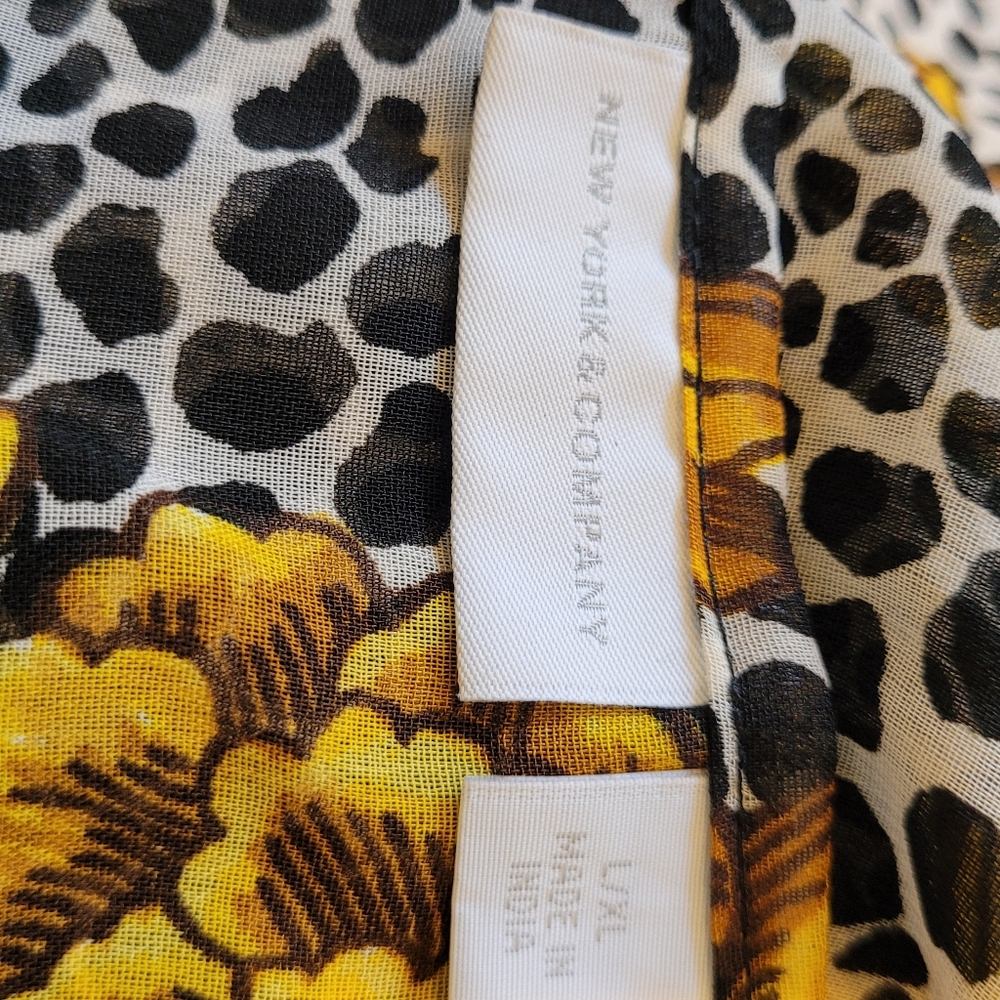 NEW YORK & COMPANY
L/XL
MADE IN
INDIA